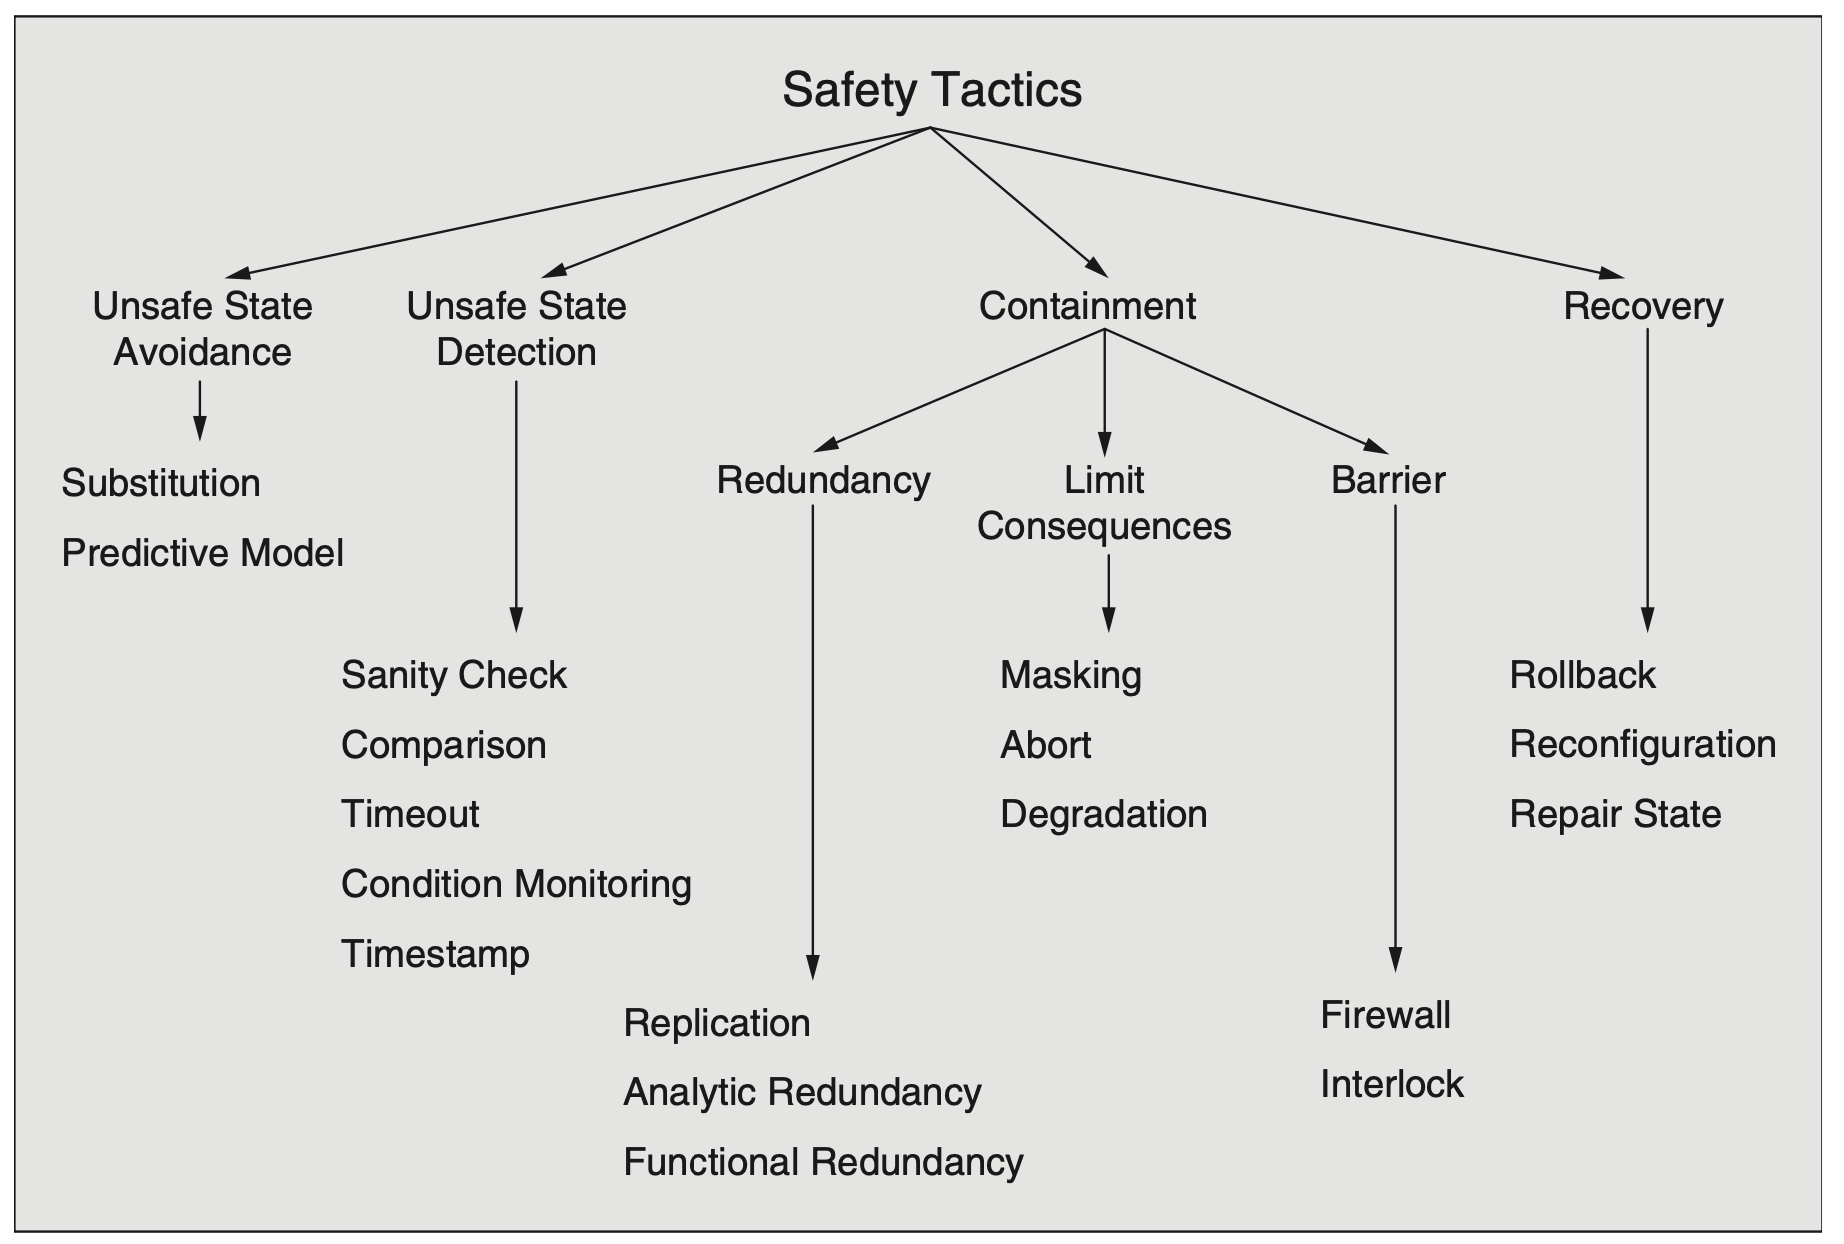 Safety Tactics
Unsafe State
Avoidance
Unsafe State
Detection
Containment
Recovery
Substitution
Predictive Model
Redundancy
Limit
Consequences
Barrier
Sanity Check
Comparison
Timeout
Condition Monitoring
Timestamp
Masking
Abort
Degradation
Rollback
Reconfiguration
Repair State
Replication
Analytic Redundancy
Functional Redundancy
Firewall
Interlock